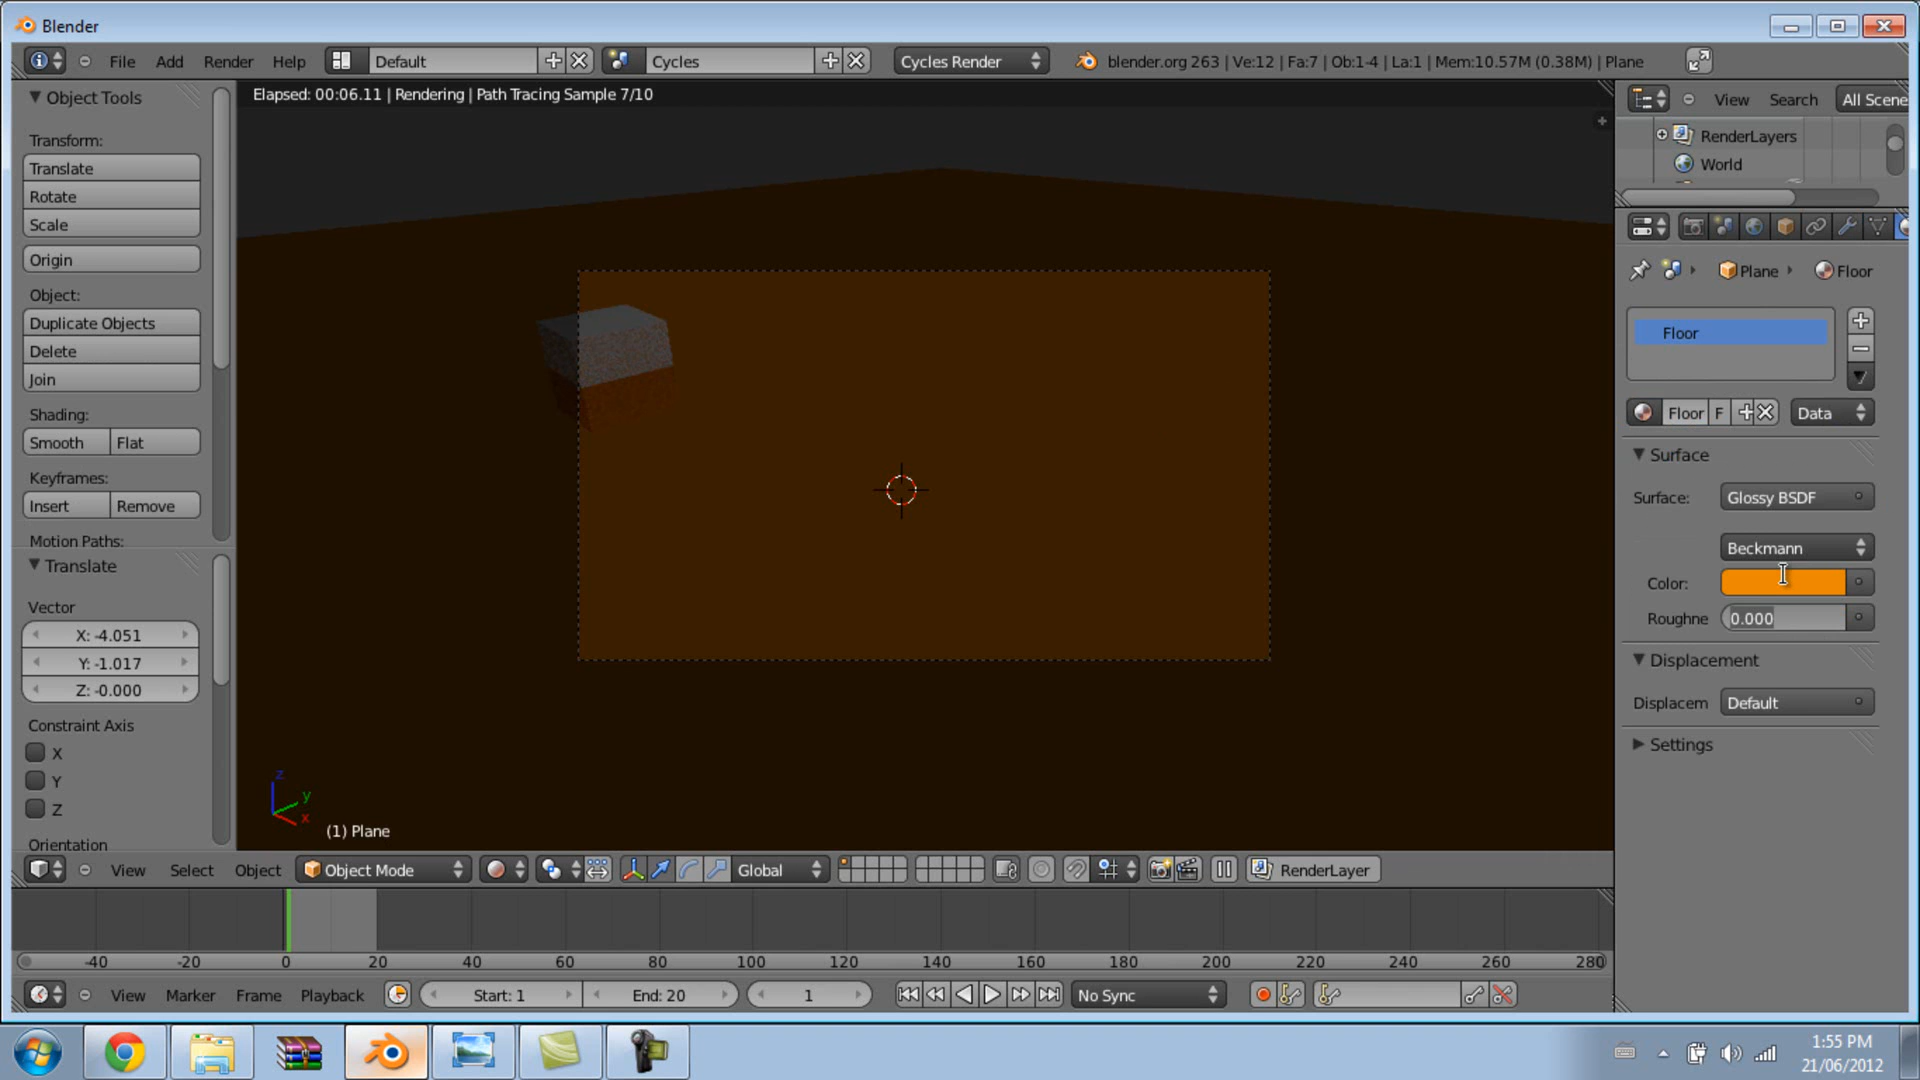 Blender
File Add Render Help Default Cycles Cycles Render blender.org 263 | Ve:12 | Fa:7 | Ob:1-4 | La:1 | Mem:10.57M (0.38M) | Plane
Object Tools
Elapsed: 00:06.11 | Rendering | Path Tracing Sample 7/10
View Search All Scene
Transform:
Translate
Rotate
Scale
Origin
Object:
Duplicate Objects
Delete
Join
Shading:
Smooth Flat
Keyframes:
Insert Remove
Motion Paths:
Translate
Vector
X: -4.051
Y: -1.017
Z: -0.000
Constraint Axis
X
Y
Z
Orientation
z
y
x
(1) Plane
RenderLayers
World
Plane Floor
Floor
Floor F Data
Surface
Surface: Glossy BSDF
Beckmann
Color:
Roughne 0.000
Displacement
Displacem Default
Settings
View Select Object Object Mode Global RenderLayer
-40 -20 0 20 40 60 80 100 120 140 160 180 200 220 240 260 280
View Marker Frame Playback Start: 1 End: 20 1 No Sync
1:55 PM
21/06/2012